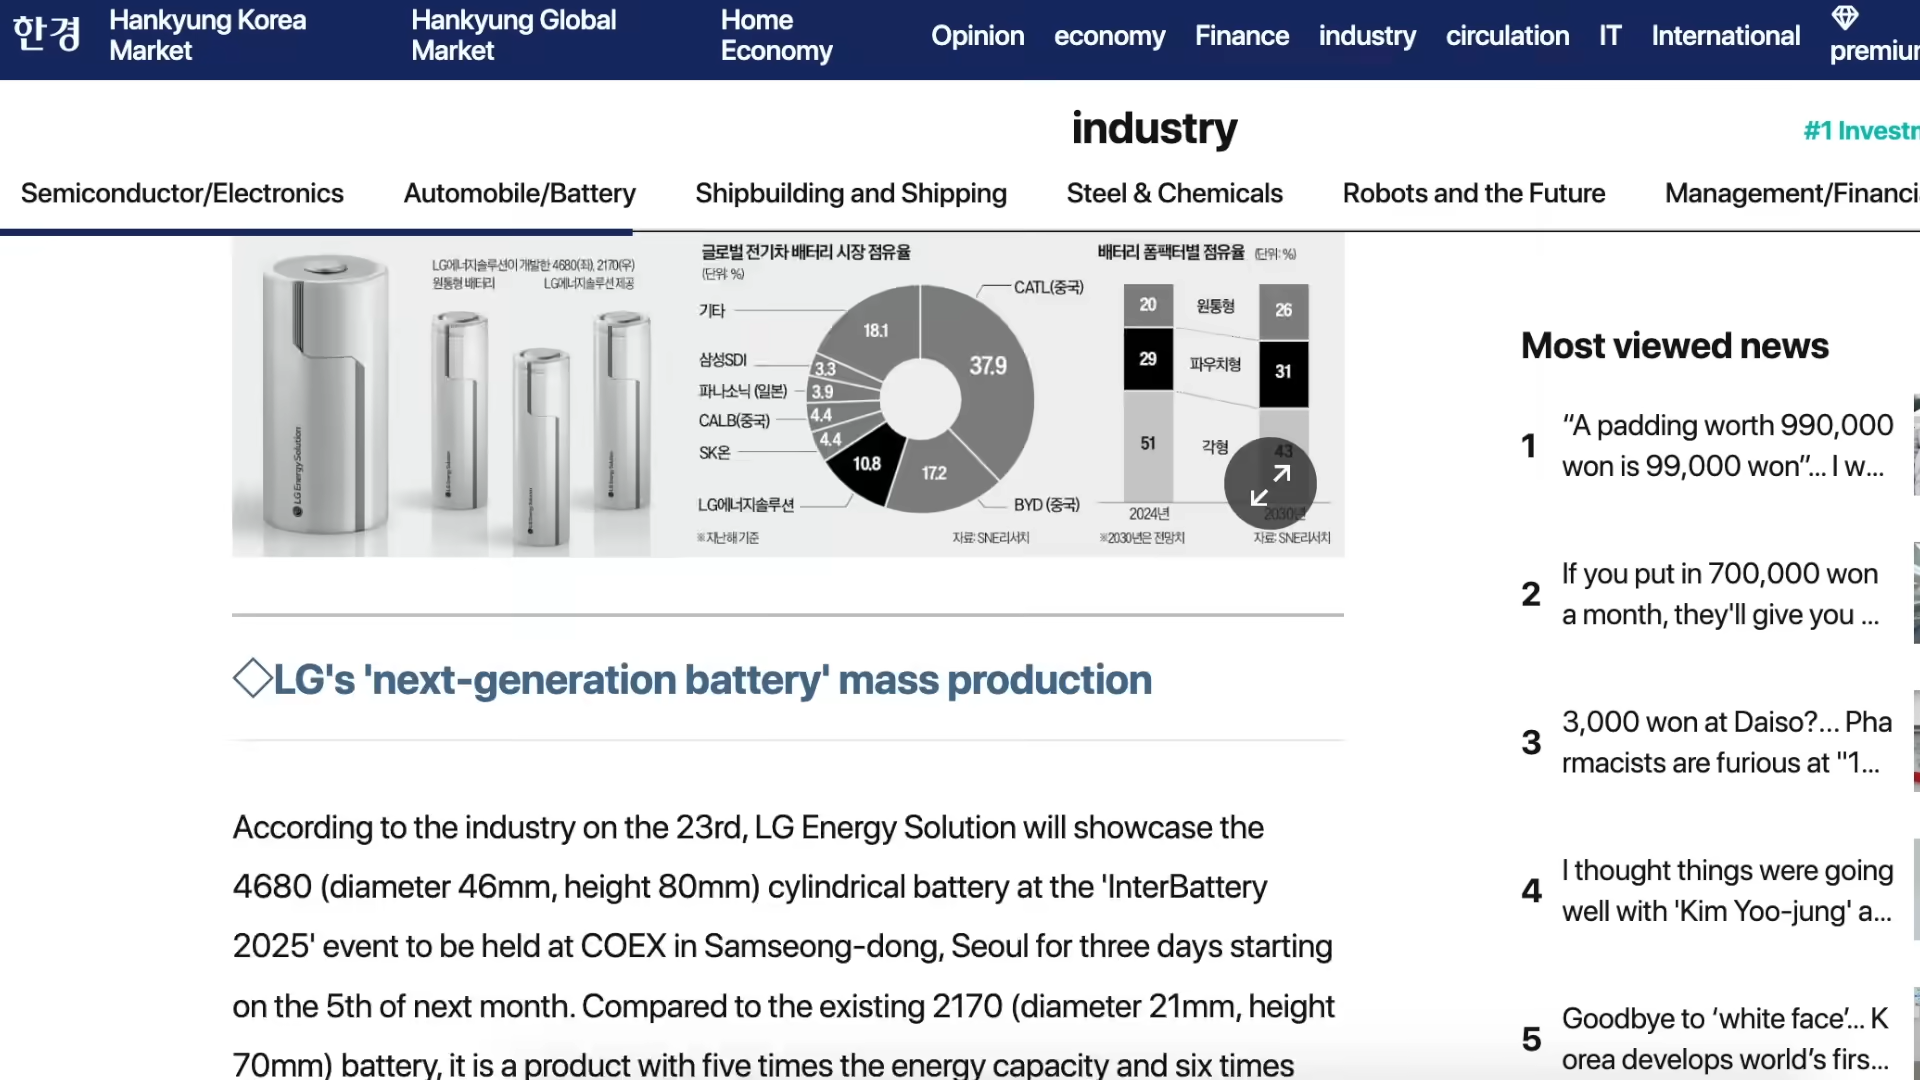 한경
Hankyung Korea
Market
Hankyung Global
Market
Home
Economy
Opinion
economy
Finance
industry
circulation
IT
International
premium
industry
#1 Investm
Semiconductor/Electronics
Automobile/Battery
Shipbuilding and Shipping
Steel & Chemicals
Robots and the Future
Management/Financi
LG에너지솔루션이 개발한 4680(좌), 2170(우)
원통형 배터리
LG에너지솔루션 제공
LG Energy Solution
LG Energy Solution
LG Energy Solution
LG Energy Solution
글로벌 전기차 배터리 시장 점유율
(단위: %)
CATL(중국)
기타
18.1
37.9
삼성SDI
3.3
파나소닉 (일본)
3.9
CALB(중국)
4.4
SK온
4.4
10.8
17.2
LG에너지솔루션
BYD (중국)
※지난해 기준
자료: SNE리서치
배터리 폼팩터별 점유율 (단위: %)
20
원통형
26
29
파우치형
31
51
각형
43
2024년
2030년
※2030년은 전망치
자료: SNE리서치
◇LG's 'next-generation battery' mass production
According to the industry on the 23rd, LG Energy Solution will showcase the
4680 (diameter 46mm, height 80mm) cylindrical battery at the 'InterBattery
2025' event to be held at COEX in Samseong-dong, Seoul for three days starting
on the 5th of next month. Compared to the existing 2170 (diameter 21mm, height
70mm) battery, it is a product with five times the energy capacity and six times
Most viewed news
1
“A padding worth 990,000
won is 99,000 won”... I w...
2
If you put in 700,000 won
a month, they'll give you ...
3
3,000 won at Daiso?... Pha
rmacists are furious at "1...
4
I thought things were going
well with 'Kim Yoo-jung' a...
5
Goodbye to ‘white face’... K
orea develops world’s firs...